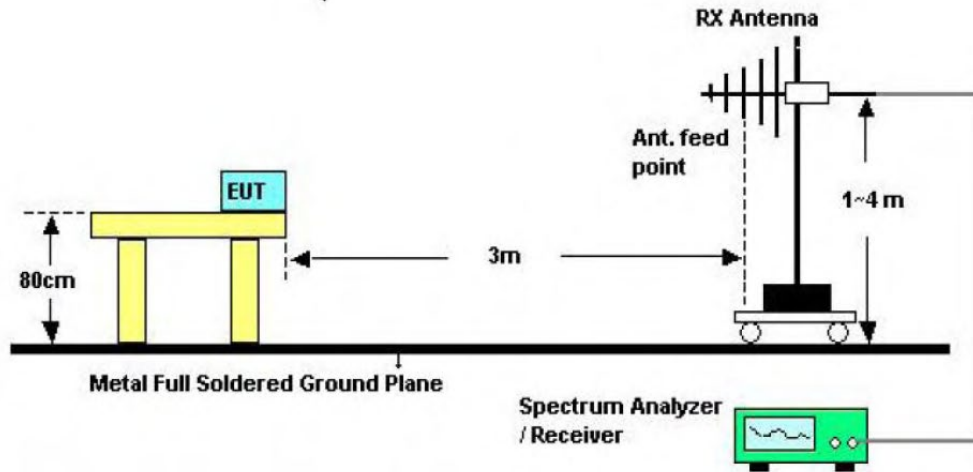 RX Antenna
Ant. feed
point
EUT
1~4 m
3m
80cm
Metal Full Soldered Ground Plane
Spectrum Analyzer
/ Receiver